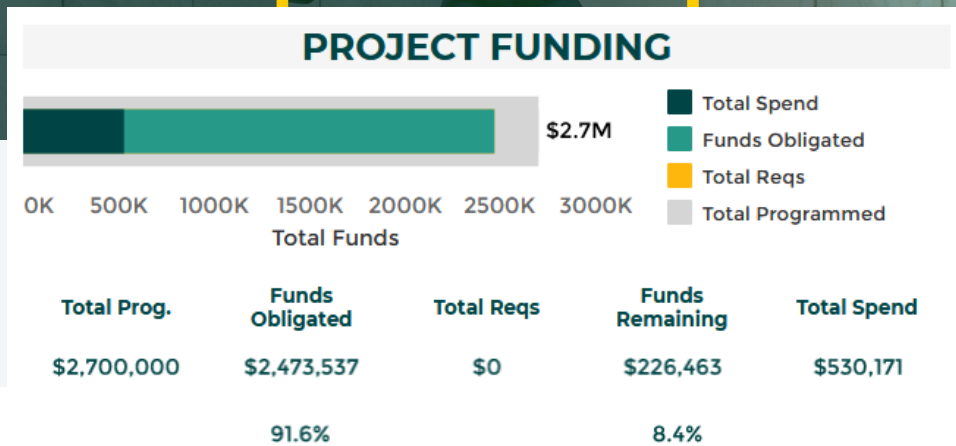 PROJECT FUNDING
$2.7M
0K 500K 1000K 1500K 2000K 2500K 3000K
Total Funds
Total Spend
Funds Obligated
Total Reqs
Total Programmed
Total Prog. Funds Obligated Total Reqs Funds Remaining Total Spend
$2,700,000 $2,473,537 $0 $226,463 $530,171
91.6% 8.4%